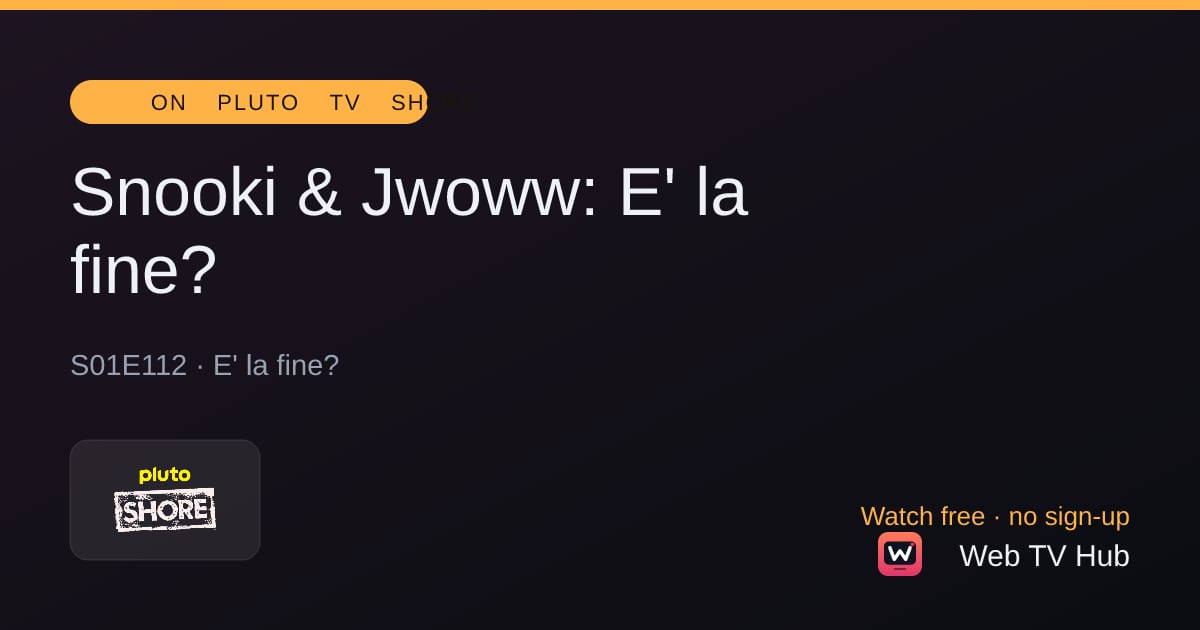 ON PLUTO TV SHORE
Snooki & Jwoww: E' la
fine?
S01E112 · E' la fine?
pluto
SHORE
Watch free · no sign-up
W
Web TV Hub